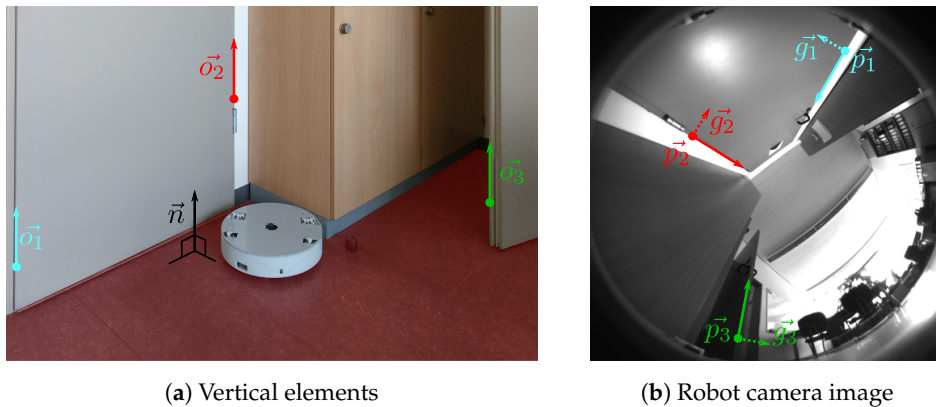 o⃗₂
o⃗₁
n⃗
o⃗₃
g⃗₁
p⃗₁
g⃗₂
p⃗₂
p⃗₃
g⃗₃
(a) Vertical elements
(b) Robot camera image